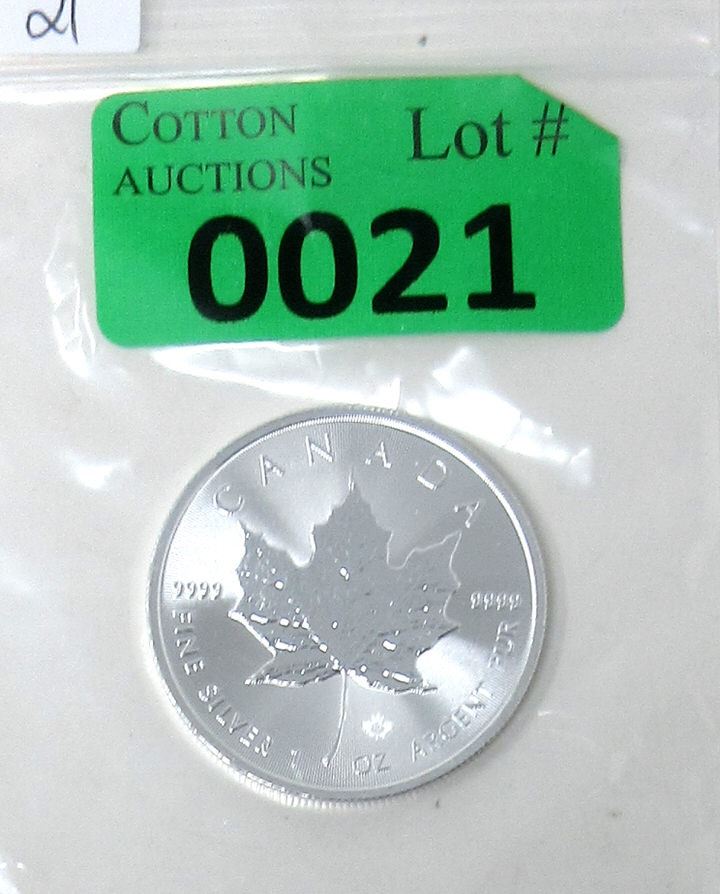 21
COTTON
AUCTIONS
Lot #
0021
CANADA
9999
9999
FINE SILVER 1 OZ ARGENT PUR